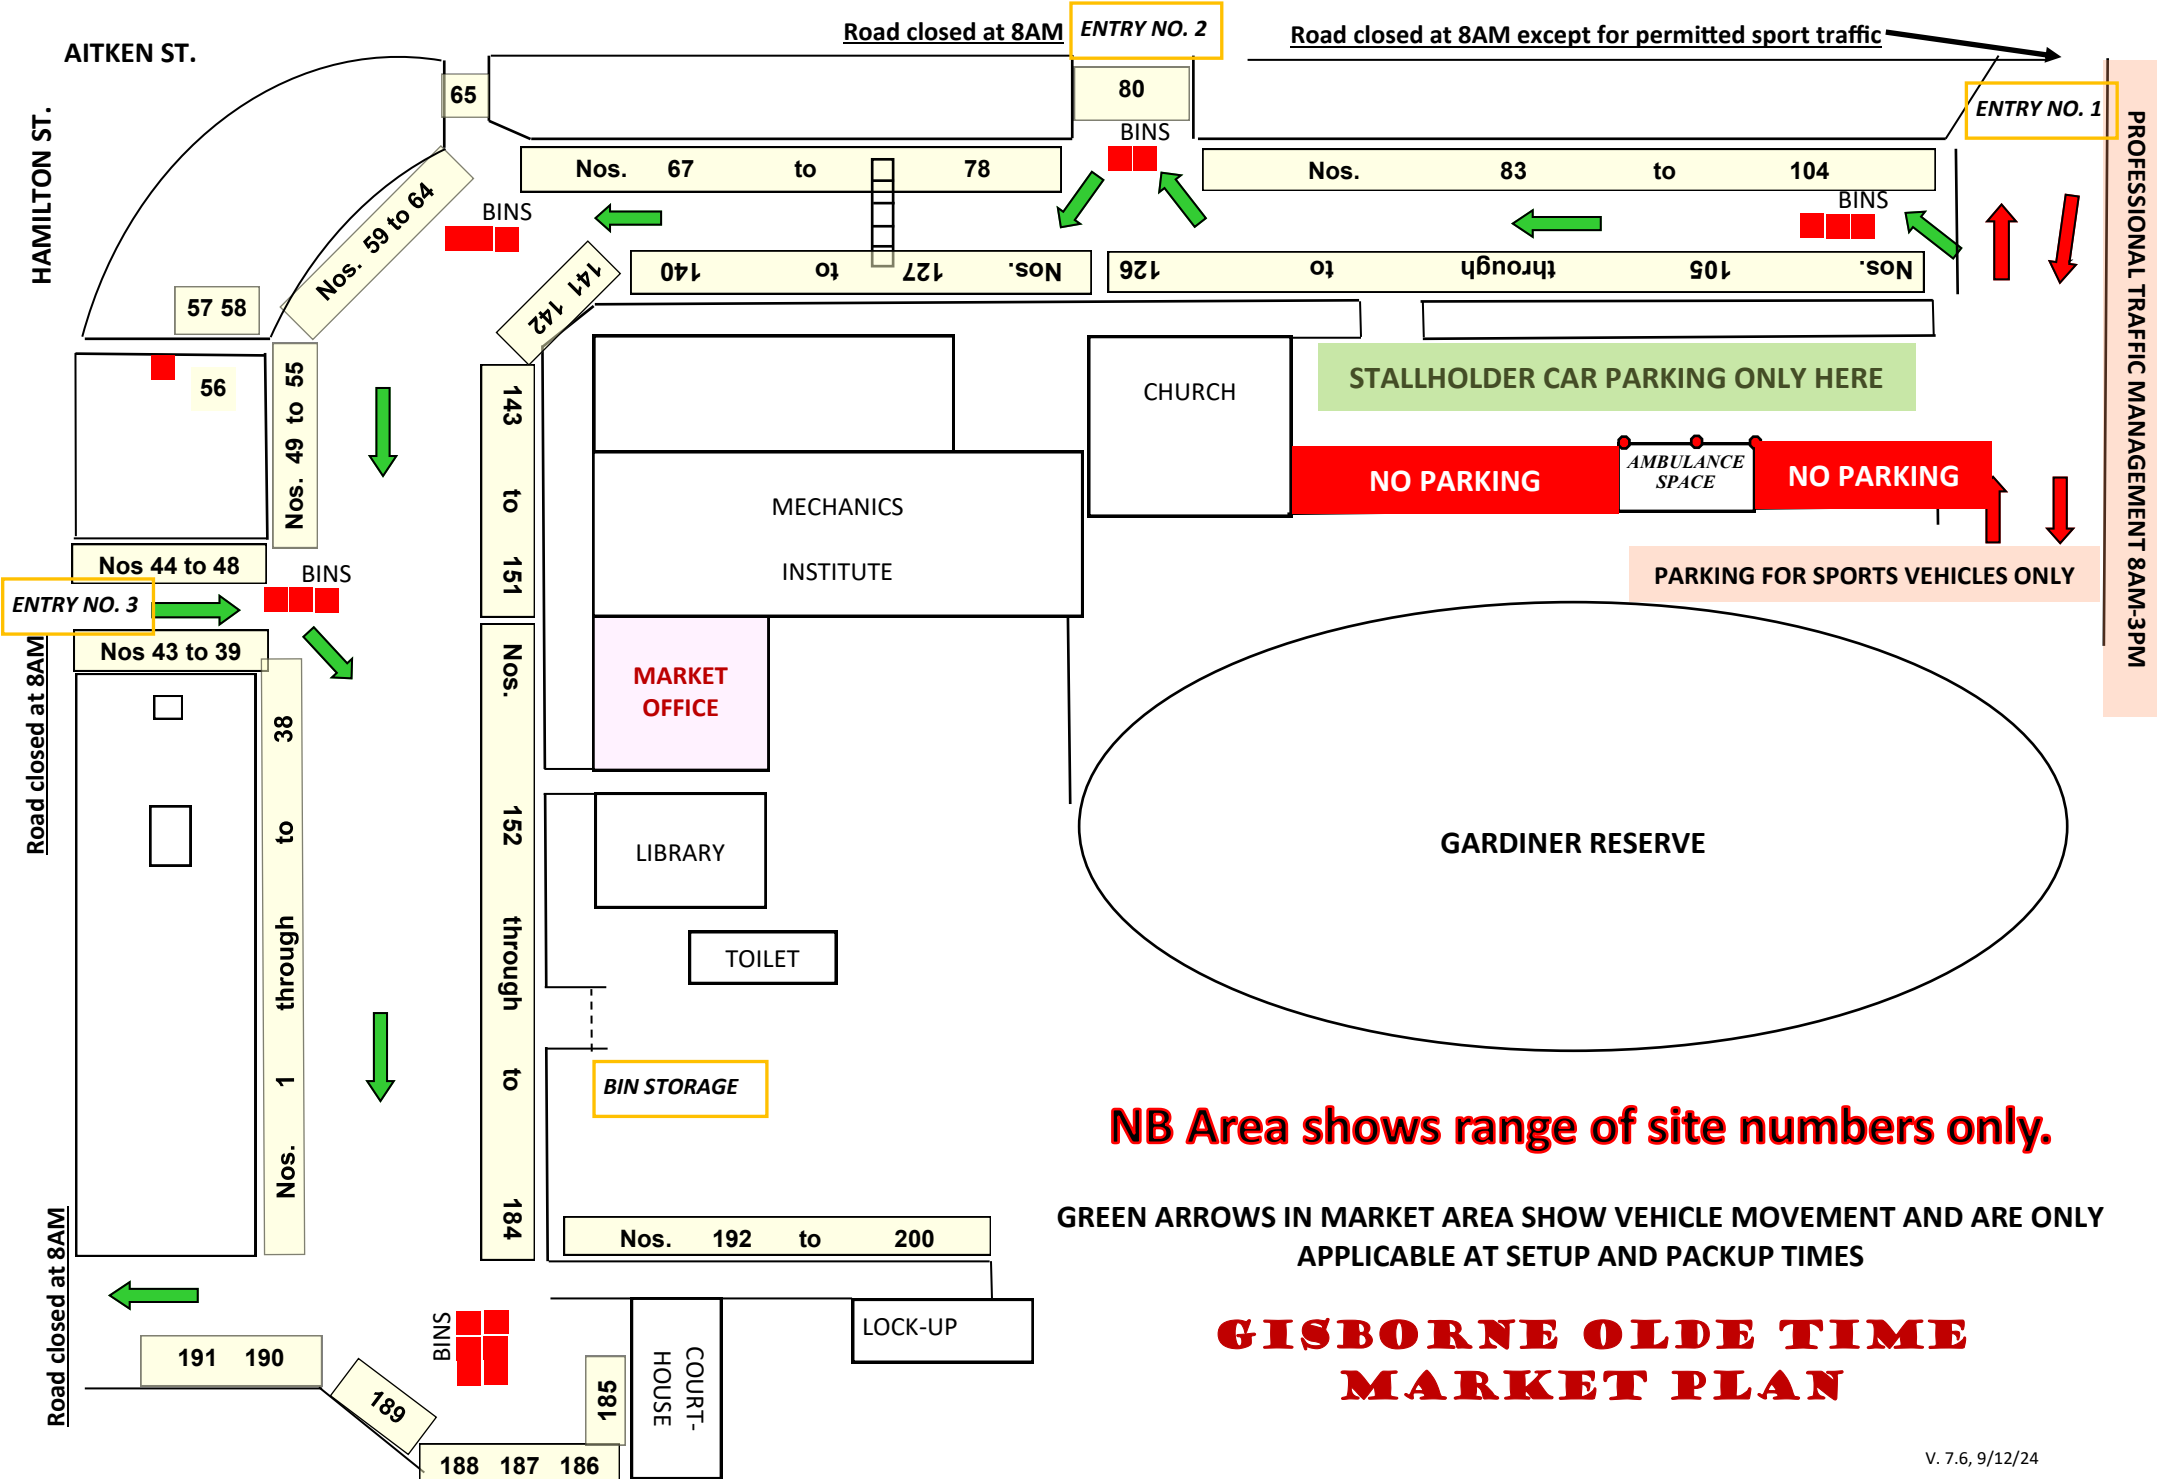 AITKEN ST.
HAMILTON ST.
Road closed at 8AM
ENTRY NO. 2
Road closed at 8AM except for permitted sport traffic
ENTRY NO. 1
PROFESSIONAL TRAFFIC MANAGEMENT 8AM-3PM
65
80
BINS
Nos. 67 to 78
Nos. 83 to 104
BINS
BINS
Nos. 59 to 64
Nos. 127 to 140
Nos. 105 through to 126
141 142
57 58
56
Nos. 49 to 55
143 to 151
CHURCH
STALLHOLDER CAR PARKING ONLY HERE
NO PARKING
AMBULANCE
SPACE
NO PARKING
MECHANICS
INSTITUTE
PARKING FOR SPORTS VEHICLES ONLY
Nos 44 to 48
BINS
ENTRY NO. 3
Nos 43 to 39
Road closed at 8AM
MARKET
OFFICE
Nos. 1 through to 38
Nos. 152 through to 184
LIBRARY
GARDINER RESERVE
TOILET
BIN STORAGE
NB Area shows range of site numbers only.
Nos. 192 to 200
GREEN ARROWS IN MARKET AREA SHOW VEHICLE MOVEMENT AND ARE ONLY
APPLICABLE AT SETUP AND PACKUP TIMES
Road closed at 8AM
BINS
LOCK-UP
COURT-
HOUSE
191 190
189
185
188 187 186
GISBORNE OLDE TIME
MARKET PLAN
V. 7.6, 9/12/24